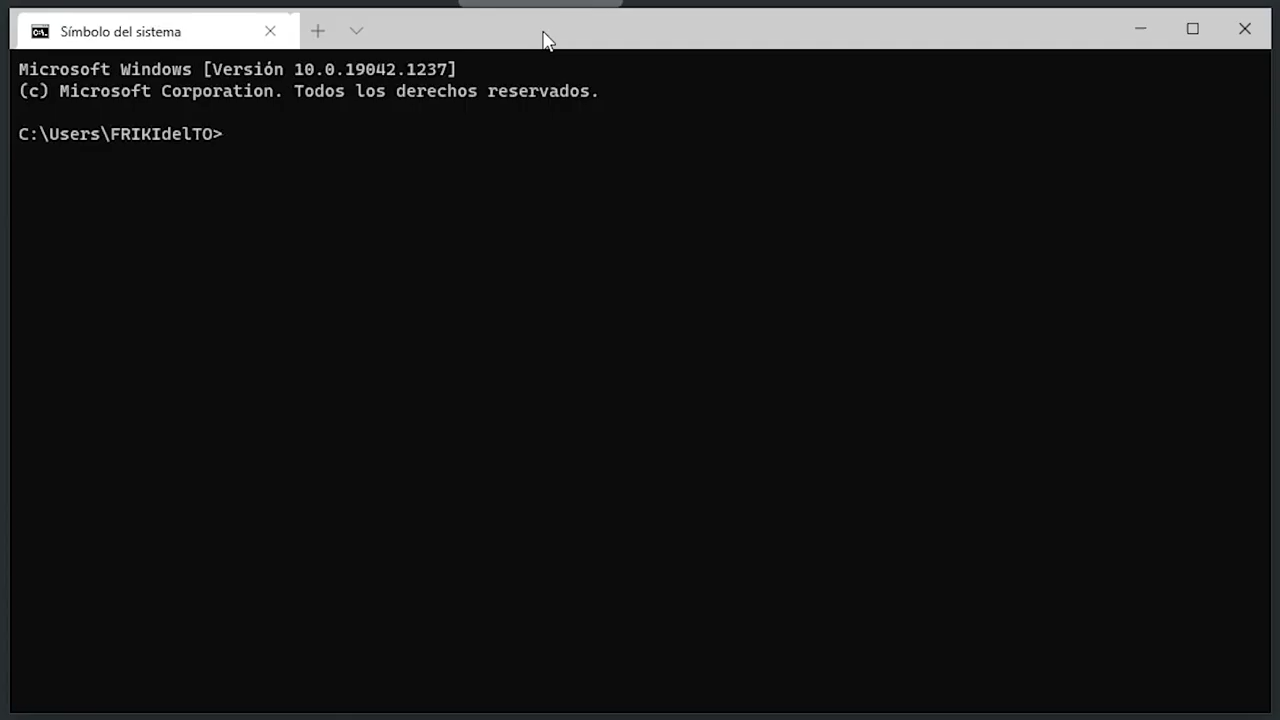 Símbolo del sistema
Microsoft Windows [Versión 10.0.19042.1237]
(c) Microsoft Corporation. Todos los derechos reservados.
C:\Users\FRIKIdelTO>